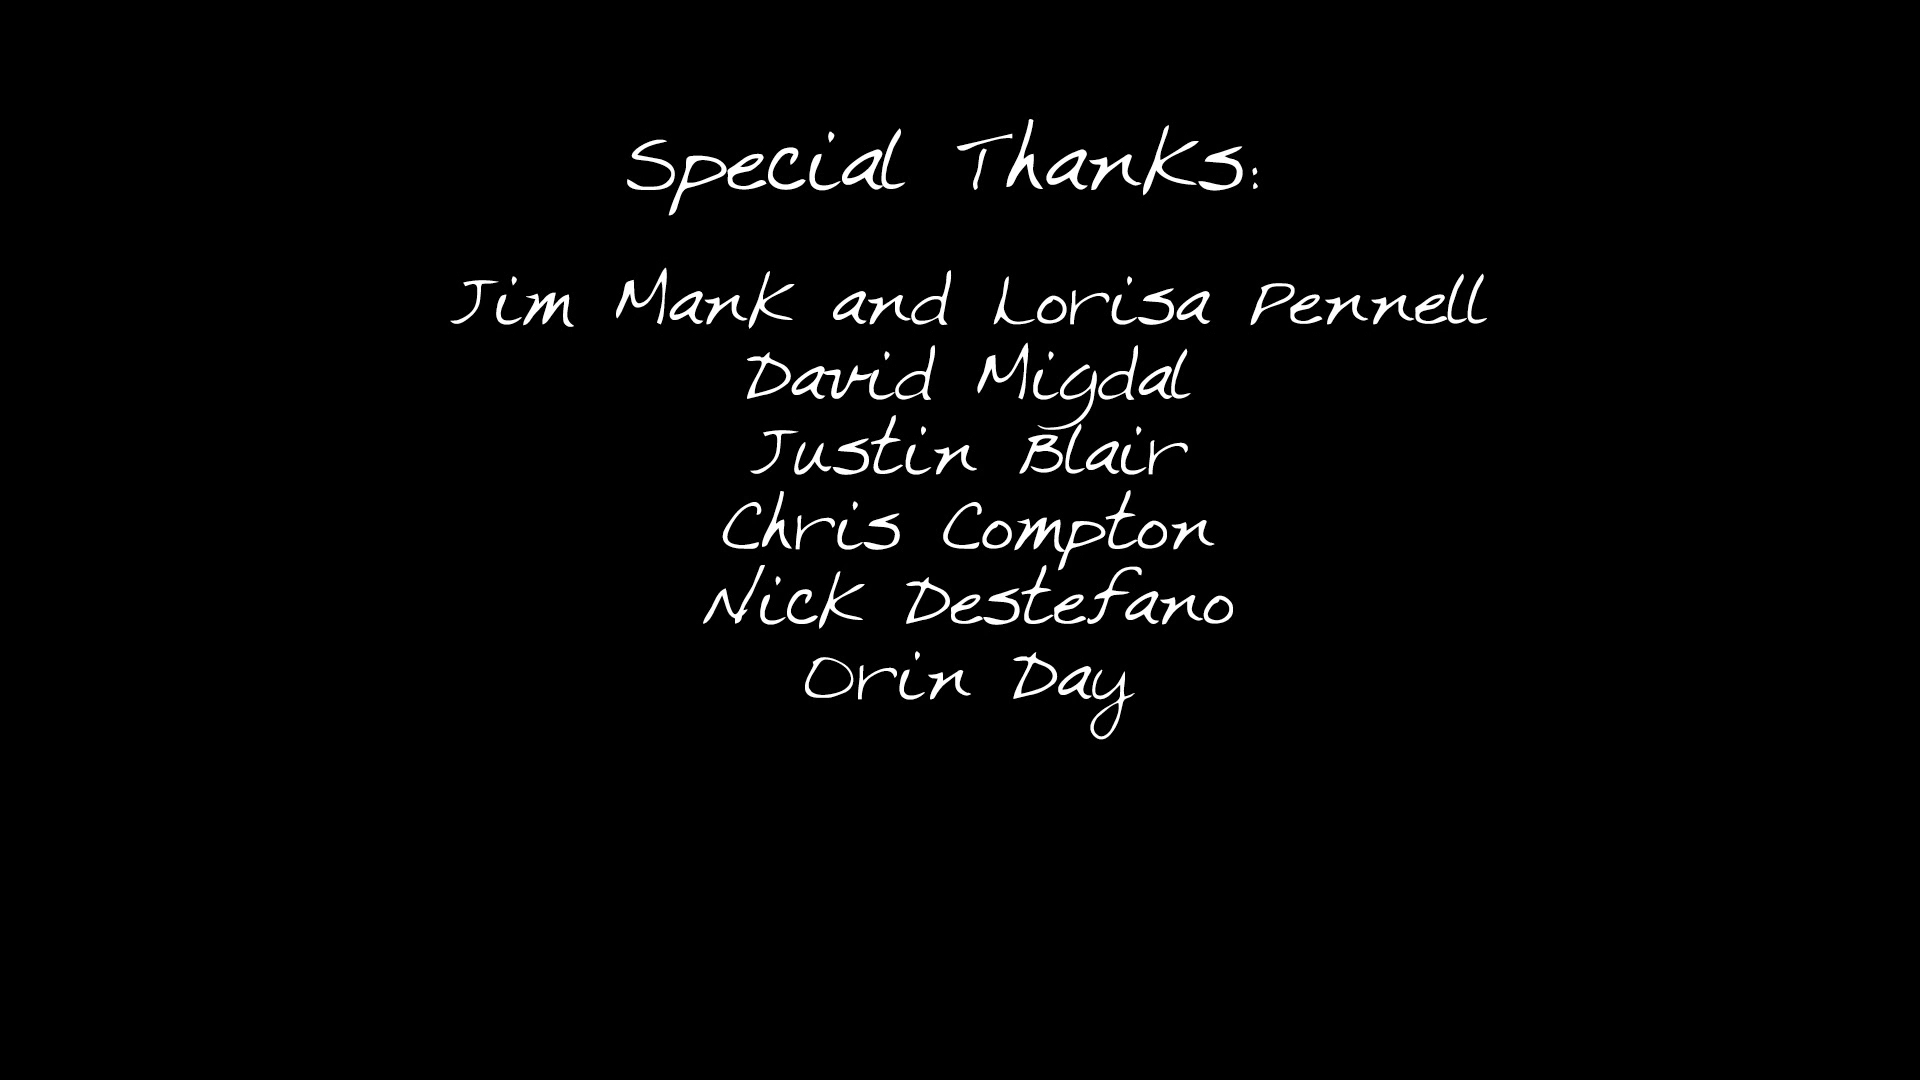 Special Thanks:
Jim Mank and Lorisa Pennell
David Migdal
Justin Blair
Chris Compton
Nick Destefano
Orin Day